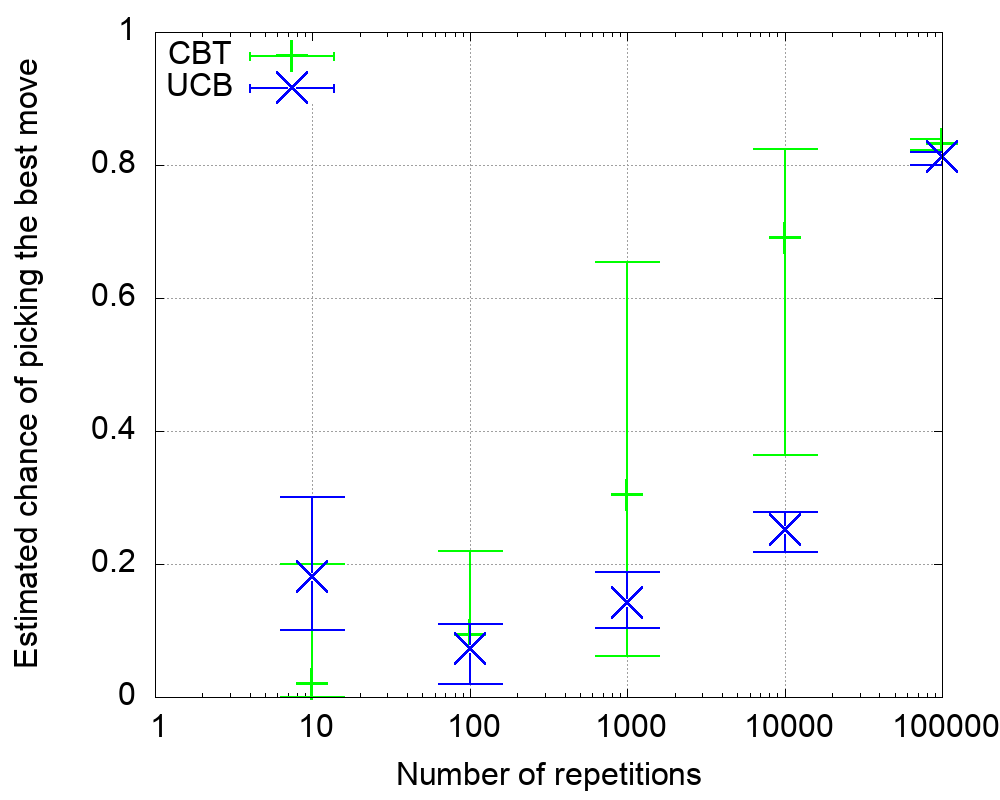 1
CBT
UCB
0.8
0.6
0.4
0.2
0
1 10 100 1000 10000 100000
Number of repetitions
Estimated chance of picking the best move